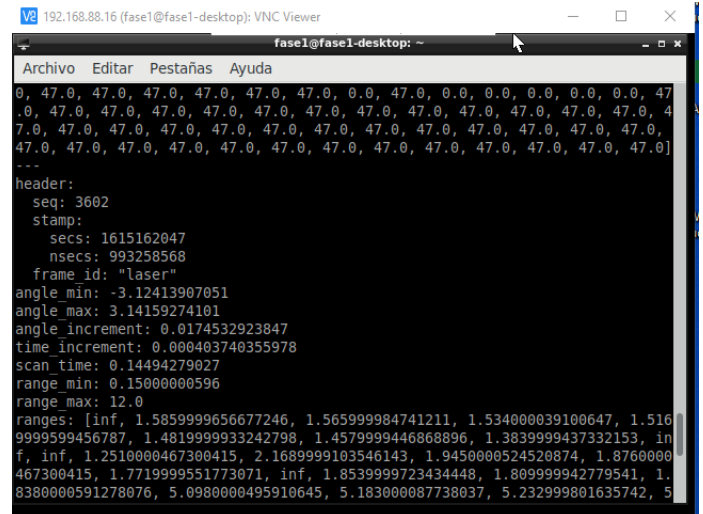 192.168.88.16 (fase1@fase1-desktop): VNC Viewer
fase1@fase1-desktop: ~
Archivo Editar Pestañas Ayuda
0, 47.0, 47.0, 47.0, 47.0, 47.0, 47.0, 0.0, 47.0, 0.0, 0.0, 0.0, 0.0, 0.0, 47
.0, 47.0, 47.0, 47.0, 47.0, 47.0, 47.0, 47.0, 47.0, 47.0, 47.0, 47.0, 47.0, 4
7.0, 47.0, 47.0, 47.0, 47.0, 47.0, 47.0, 47.0, 47.0, 47.0, 47.0, 47.0, 47.0,
47.0, 47.0, 47.0, 47.0, 47.0, 47.0, 47.0, 47.0, 47.0, 47.0, 47.0, 47.0, 47.0]
---
header:
seq: 3602
stamp:
secs: 1615162047
nsecs: 993258568
frame_id: "laser"
angle_min: -3.12413907051
angle_max: 3.14159274101
angle_increment: 0.0174532923847
time_increment: 0.000403740355978
scan_time: 0.14494279027
range_min: 0.15000000596
range_max: 12.0
ranges: [inf, 1.5859999656677246, 1.565999984741211, 1.534000039100647, 1.516
9999599456787, 1.4819999933242798, 1.4579999446868896, 1.3839999437332153, in
f, inf, 1.2510000467300415, 2.1689999103546143, 1.9450000524520874, 1.8760000
467300415, 1.7719999551773071, inf, 1.8539999723434448, 1.809999942779541, 1.
8380000591278076, 5.0980000495910645, 5.183000087738037, 5.232999801635742, 5